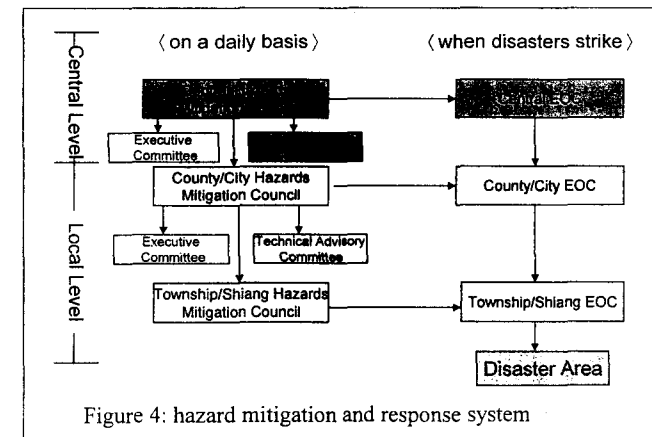 〈on a daily basis〉
〈when disasters strike〉
Central Level
Central EOC
Executive
Committee
County/City Hazards
Mitigation Council
County/City EOC
Local Level
Executive
Committee
Technical Advisory
Committee
Township/Shiang Hazards
Mitigation Council
Township/Shiang EOC
Disaster Area
Figure 4: hazard mitigation and response system